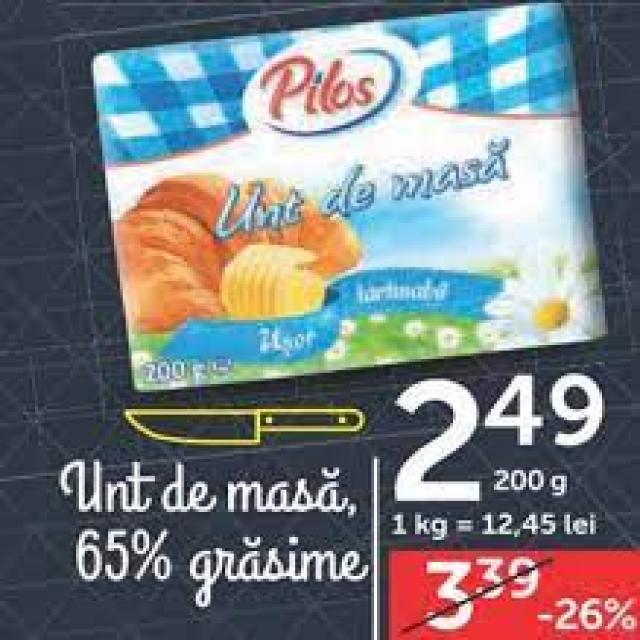 Pilos
Unt de masă
tartinabil
Ușor
200 g
Unt de masă,
65% grăsime
2 49
200 g
1 kg = 12,45 lei
3 39
-26%